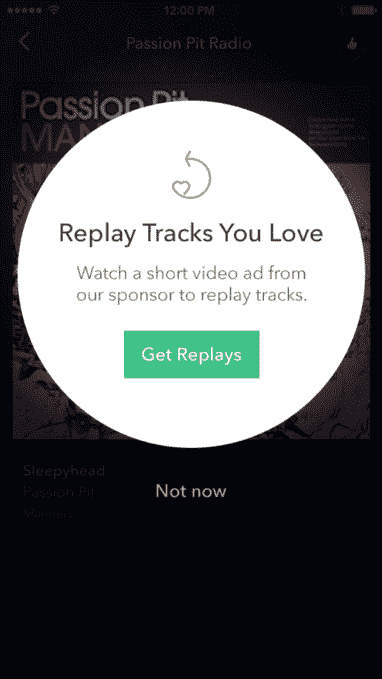 12:00 PM
Passion Pit Radio
Passion Pit
MAN
Replay Tracks You Love
Watch a short video ad from
our sponsor to replay tracks.
Get Replays
Sleepyhead
Passion Pit
Manners
Not now